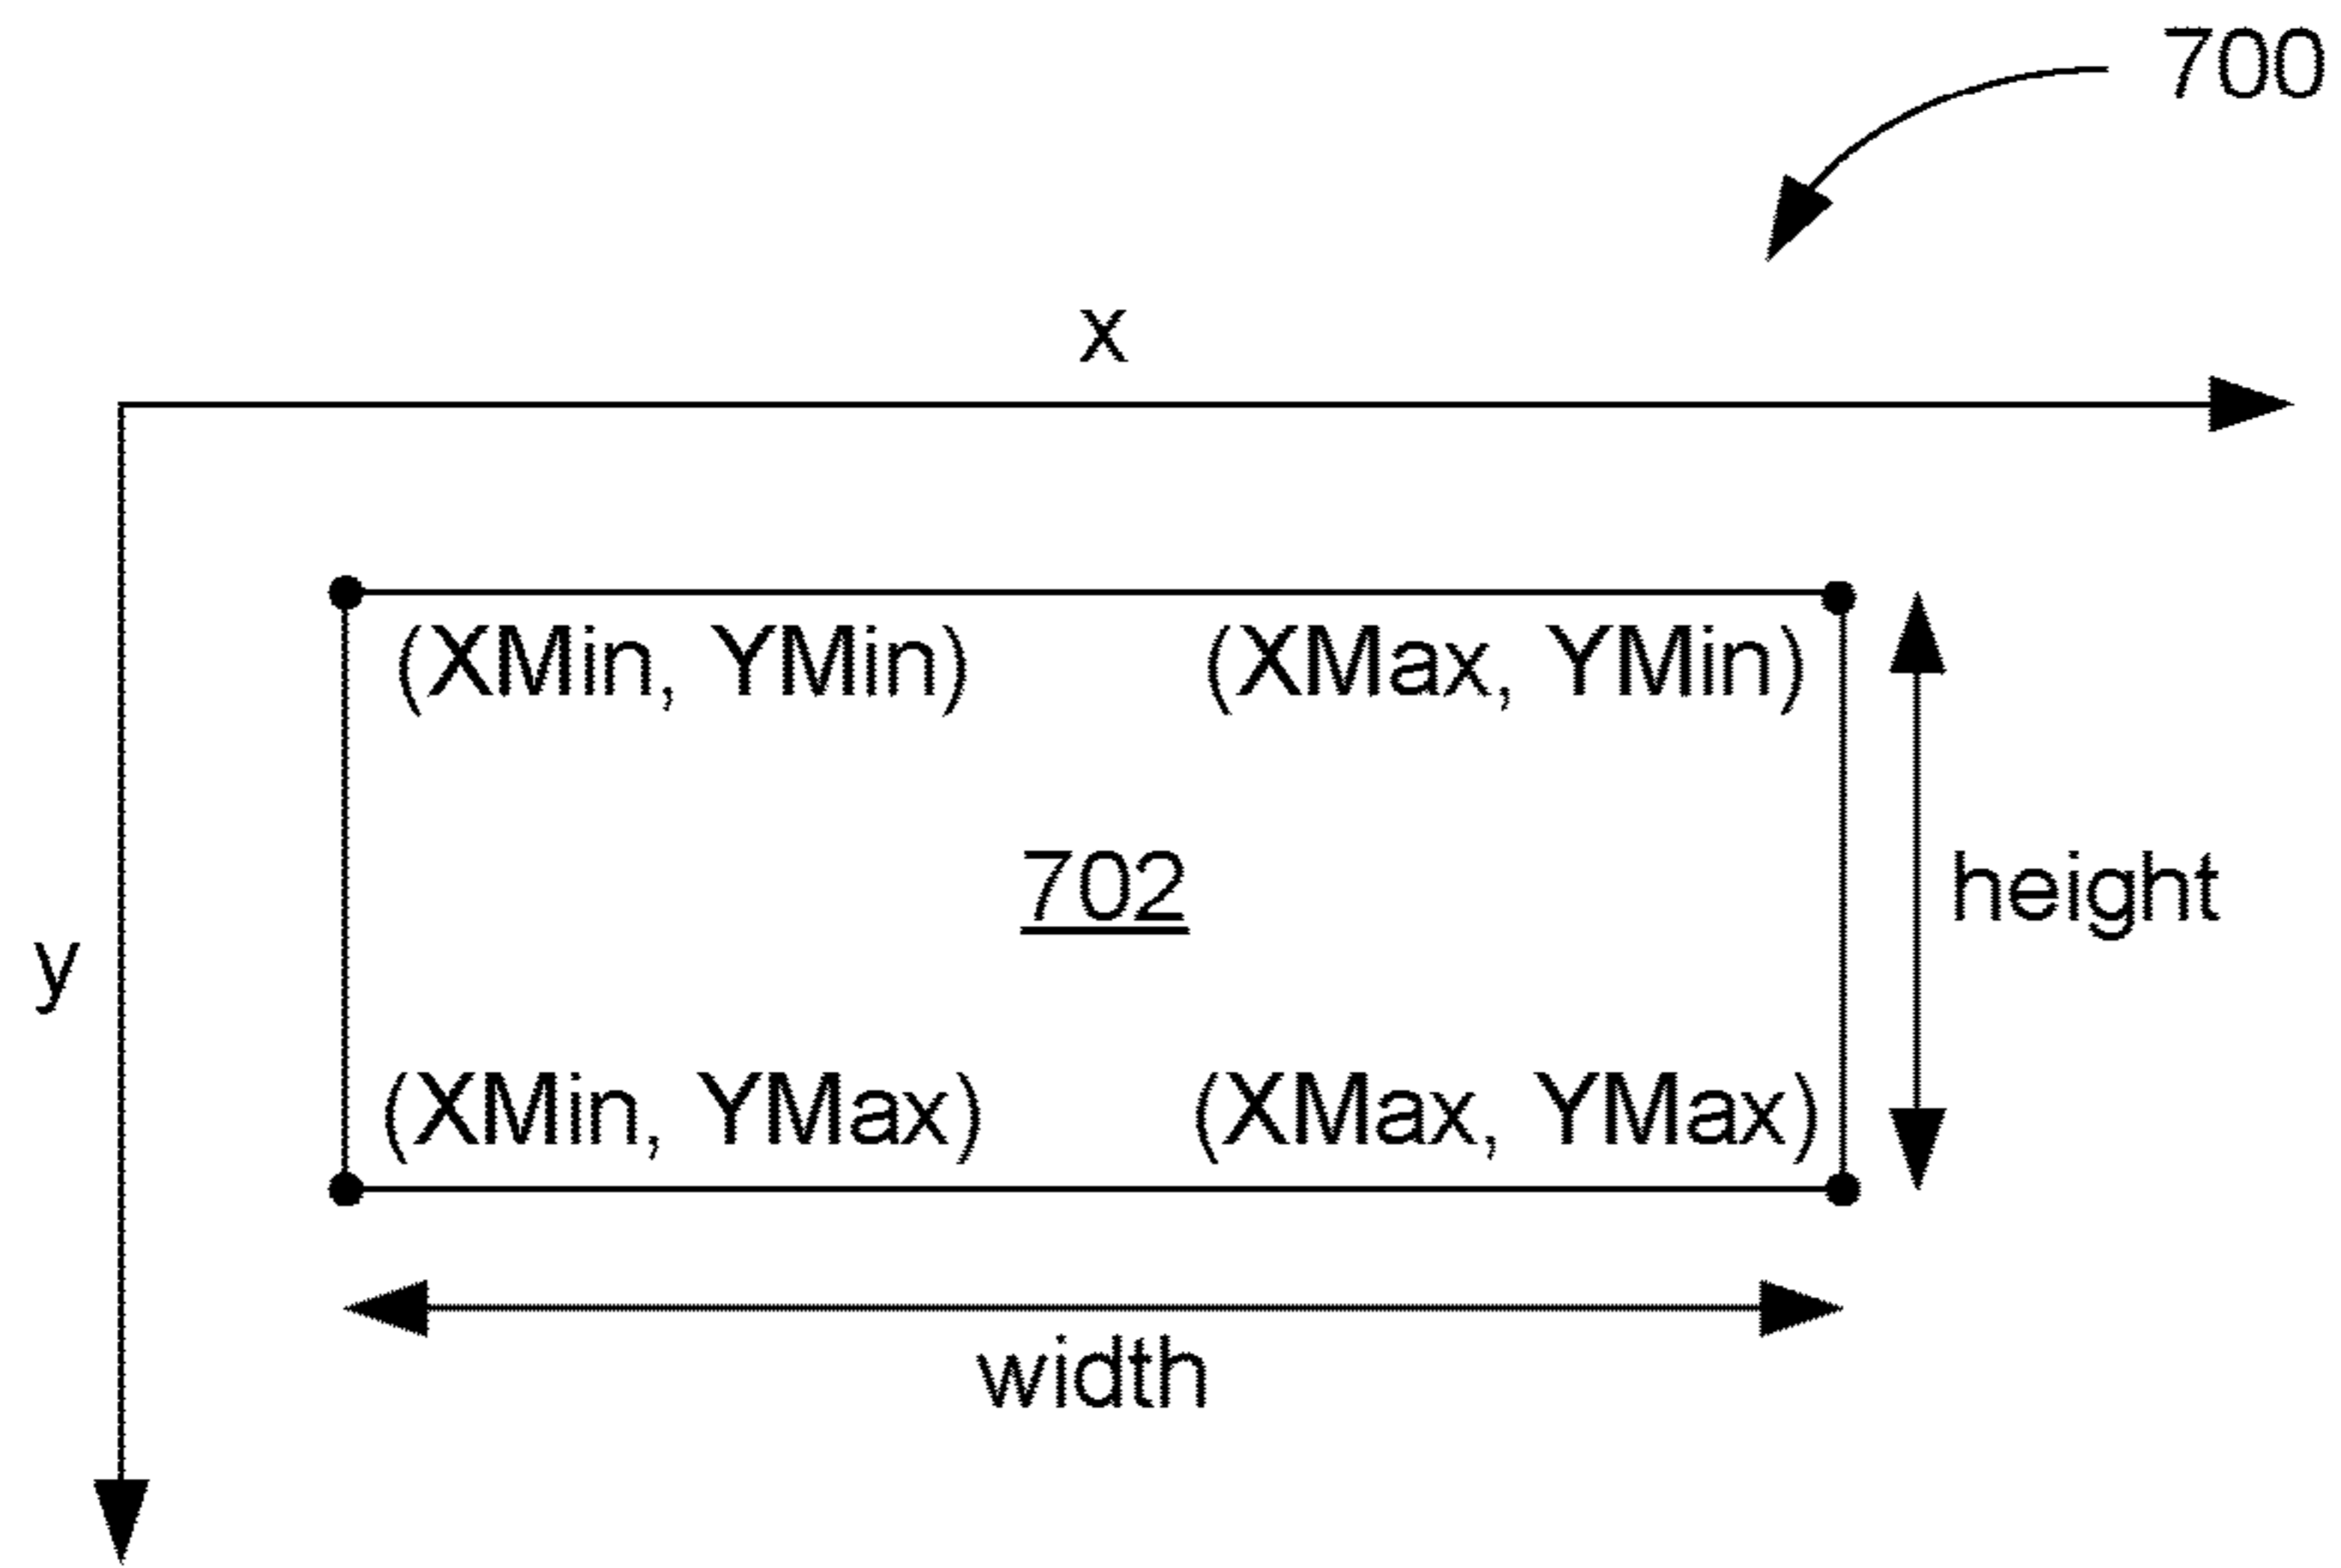 700
x
(XMin, YMin) (XMax, YMin)
702
height
y
(XMin, YMax) (XMax, YMax)
width